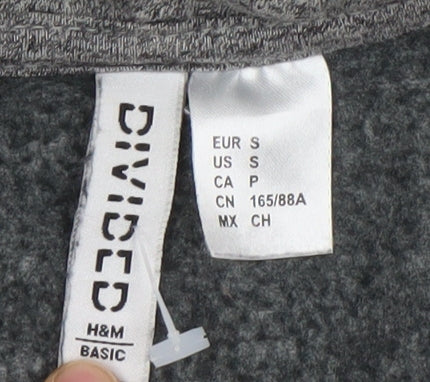 DIVIDED
H&M
BASIC
EUR S
US S
CA P
CN 165/88A
MX CH